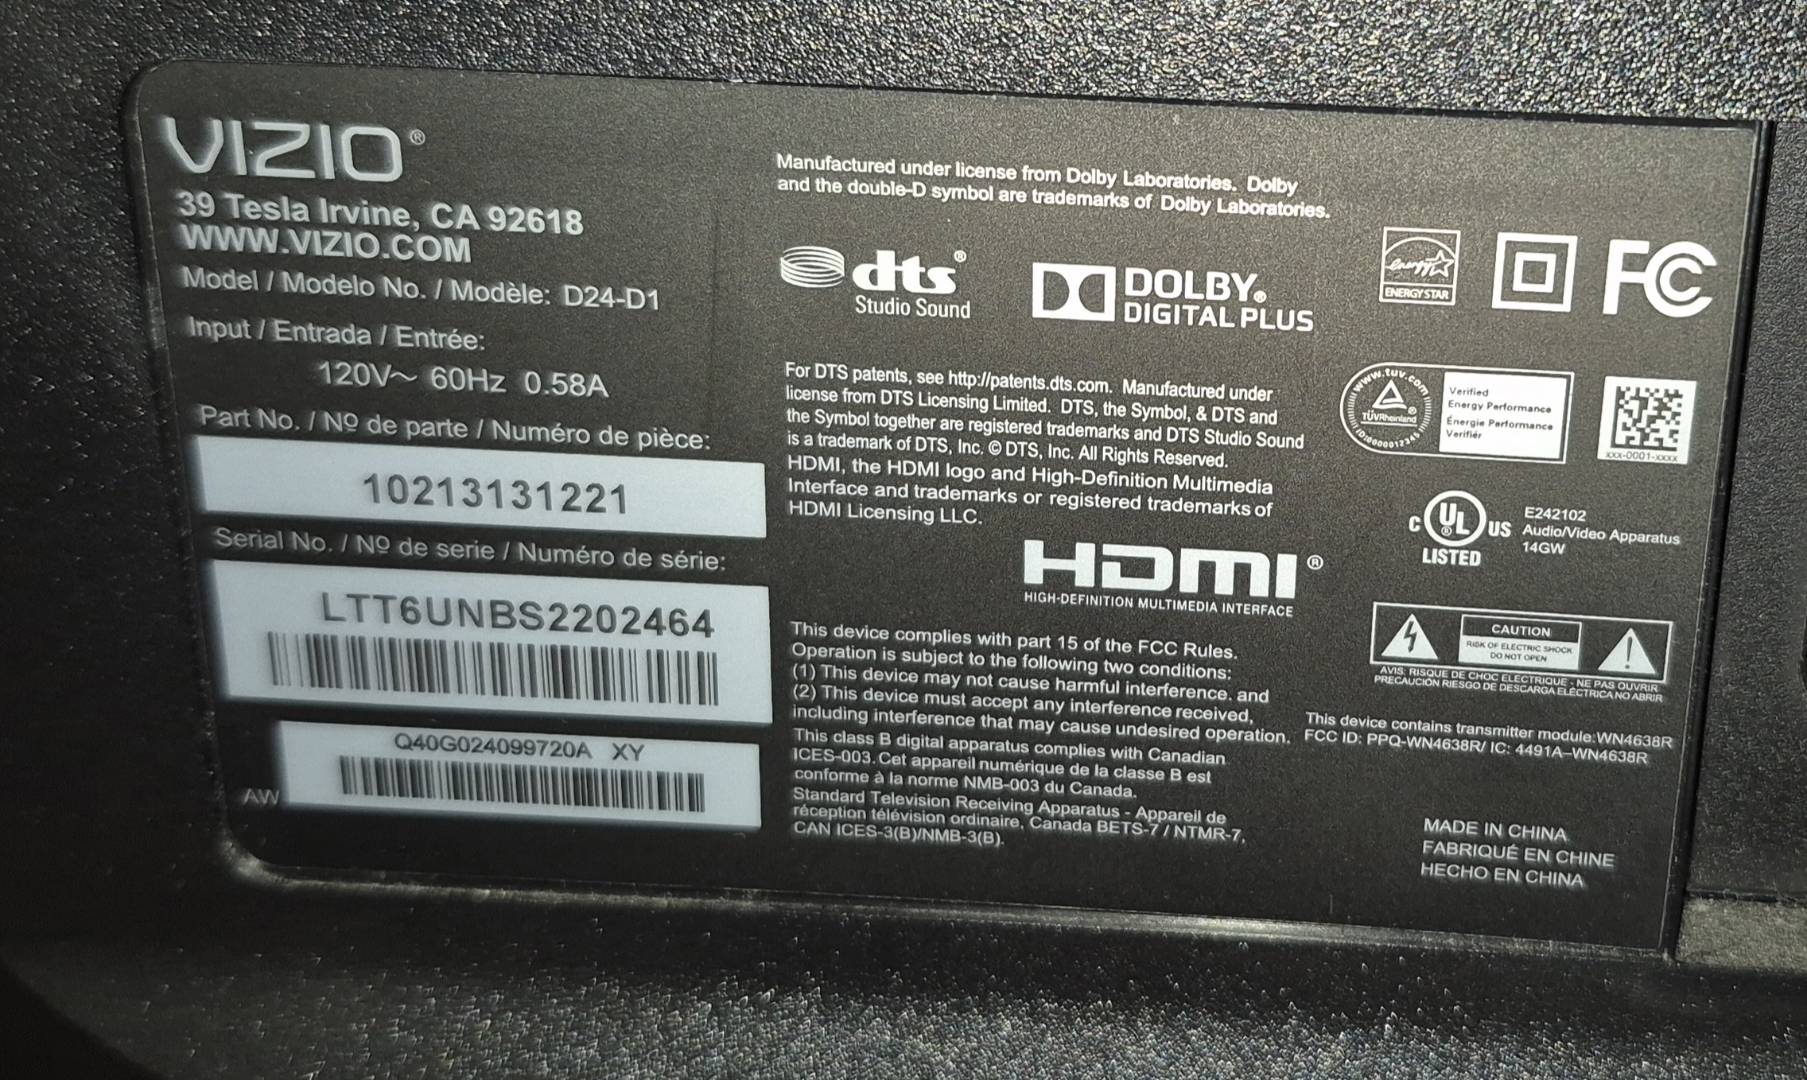 VIZIO®
39 Tesla Irvine, CA 92618
WWW.VIZIO.COM
Model / Modelo No. / Modèle: D24-D1
Input / Entrada / Entrée:
120V~ 60Hz 0.58A
Part No. / Nº de parte / Numéro de pièce:
10213131221
Serial No. / Nº de serie / Numéro de série:
LTT6UNBS2202464
Q40G024099720A XY
AW
Manufactured under license from Dolby Laboratories. Dolby
and the double-D symbol are trademarks of Dolby Laboratories.
dts®
Studio Sound
DOLBY®
DIGITAL PLUS
For DTS patents, see http://patents.dts.com. Manufactured under
license from DTS Licensing Limited. DTS, the Symbol, & DTS and
the Symbol together are registered trademarks and DTS Studio Sound
is a trademark of DTS, Inc. © DTS, Inc. All Rights Reserved.
HDMI, the HDMI logo and High-Definition Multimedia
Interface and trademarks or registered trademarks of
HDMI Licensing LLC.
HDMI®
HIGH-DEFINITION MULTIMEDIA INTERFACE
This device complies with part 15 of the FCC Rules.
Operation is subject to the following two conditions:
(1) This device may not cause harmful interference. and
(2) This device must accept any interference received,
including interference that may cause undesired operation.
This class B digital apparatus complies with Canadian
ICES-003. Cet appareil numérique de la classe B est
conforme à la norme NMB-003 du Canada.
Standard Television Receiving Apparatus - Appareil de
réception télévision ordinaire, Canada BETS-7 / NTMR-7,
CAN ICES-3(B)/NMB-3(B).
energy
ENERGY STAR
FC
www.tuv.com
TÜVRheinland®
ID:0000012345
Verified
Energy Performance
Énergie Performance
Verifiér
xxx-0001-xxxx
C UL® US
LISTED
E242102
Audio/Video Apparatus
14GW
CAUTION
RISK OF ELECTRIC SHOCK
DO NOT OPEN
AVIS: RISQUE DE CHOC ELECTRIQUE - NE PAS OUVRIR
PRECAUCIÓN RIESGO DE DESCARGA ELÉCTRICA NO ABRIR
This device contains transmitter module:WN4638R
FCC ID: PPQ-WN4638R/ IC: 4491A–WN4638R
MADE IN CHINA
FABRIQUÉ EN CHINE
HECHO EN CHINA